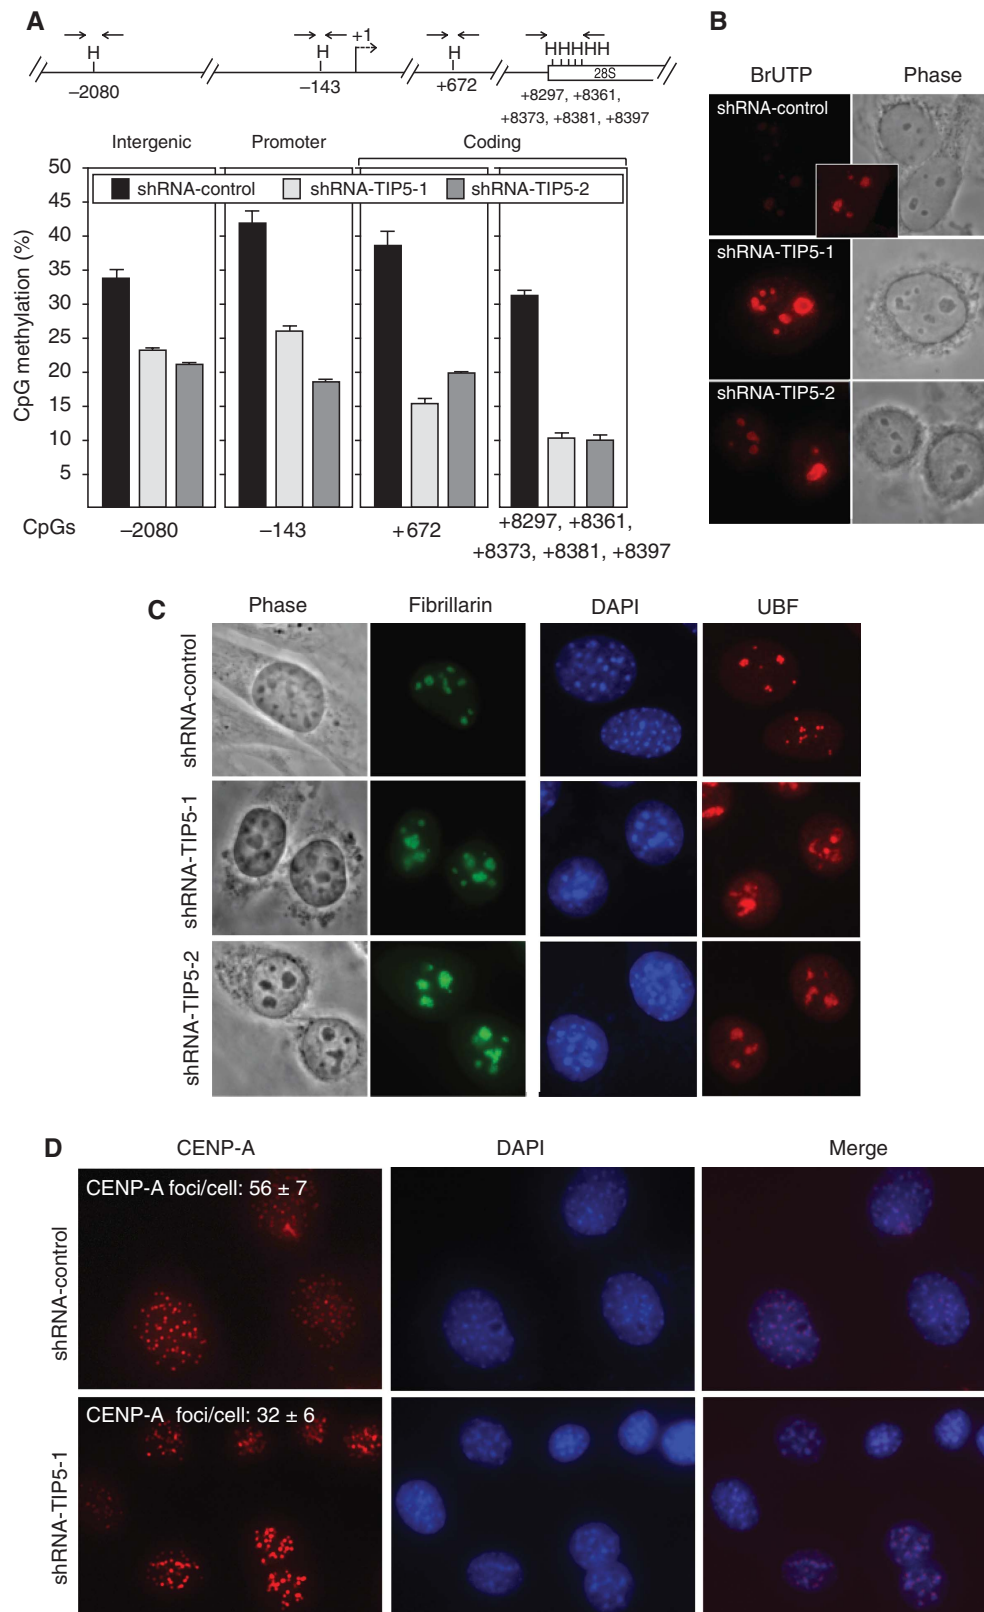 A
H H +1 H HHHHH
28S
–2080 –143 +672 +8297, +8361,
+8373, +8381, +8397
Intergenic Promoter Coding
shRNA-control shRNA-TIP5-1 shRNA-TIP5-2
CpG methylation (%)
50
45
40
35
30
25
20
15
10
5
CpGs –2080 –143 +672 +8297, +8361,
+8373, +8381, +8397
B
BrUTP Phase
shRNA-control
shRNA-TIP5-1
shRNA-TIP5-2
C
Phase Fibrillarin DAPI UBF
shRNA-control
shRNA-TIP5-1
shRNA-TIP5-2
D
CENP-A DAPI Merge
shRNA-control
CENP-A foci/cell: 56 ± 7
shRNA-TIP5-1
CENP-A foci/cell: 32 ± 6